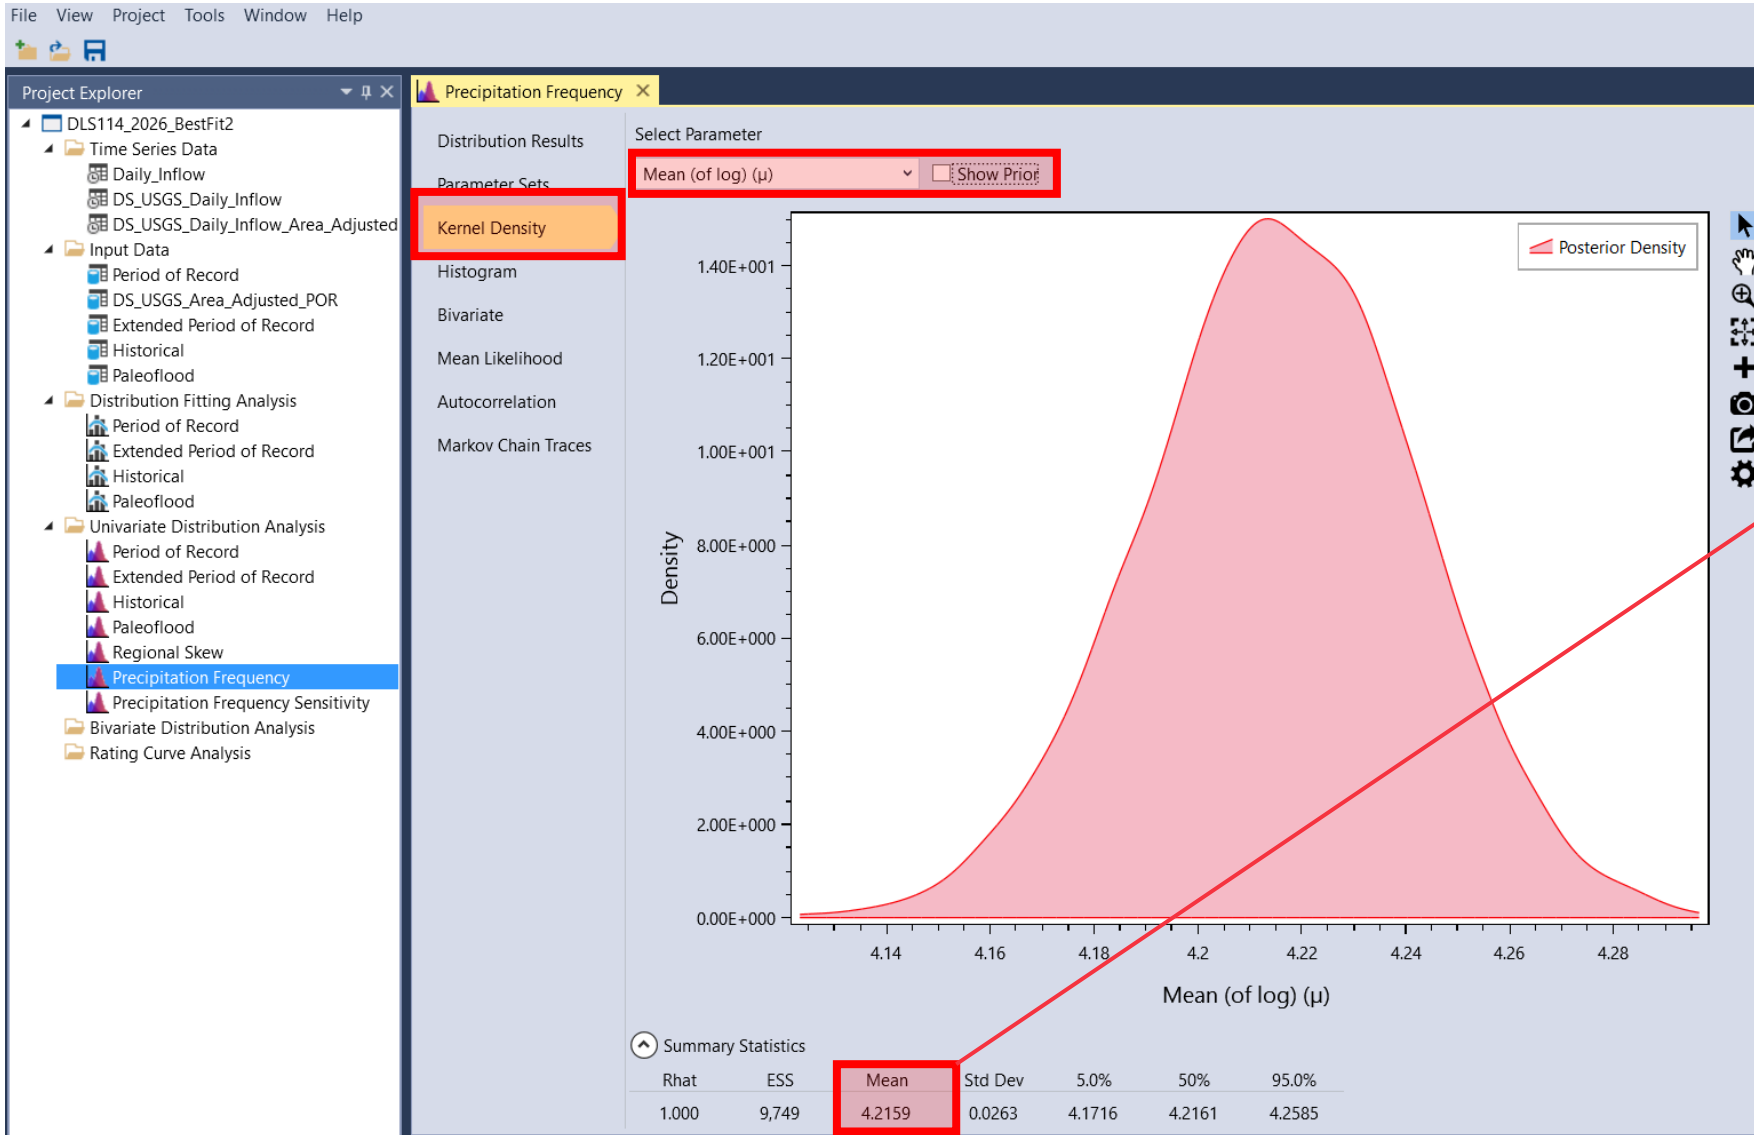 File View Project Tools Window Help
Project Explorer
DLS114_2026_BestFit2
Time Series Data
Daily_Inflow
DS_USGS_Daily_Inflow
DS_USGS_Daily_Inflow_Area_Adjusted
Input Data
Period of Record
DS_USGS_Area_Adjusted_POR
Extended Period of Record
Historical
Paleoflood
Distribution Fitting Analysis
Period of Record
Extended Period of Record
Historical
Paleoflood
Univariate Distribution Analysis
Period of Record
Extended Period of Record
Historical
Paleoflood
Regional Skew
Precipitation Frequency
Precipitation Frequency Sensitivity
Bivariate Distribution Analysis
Rating Curve Analysis
Precipitation Frequency
Distribution Results
Parameter Sets
Kernel Density
Histogram
Bivariate
Mean Likelihood
Autocorrelation
Markov Chain Traces
Select Parameter
Mean (of log) (μ)
Show Prior
Posterior Density
1.40E+001
1.20E+001
1.00E+001
8.00E+000
6.00E+000
4.00E+000
2.00E+000
0.00E+000
Density
4.14 4.16 4.18 4.2 4.22 4.24 4.26 4.28
Mean (of log) (μ)
Summary Statistics
Rhat ESS Mean Std Dev 5.0% 50% 95.0%
1.000 9,749 4.2159 0.0263 4.1716 4.2161 4.2585